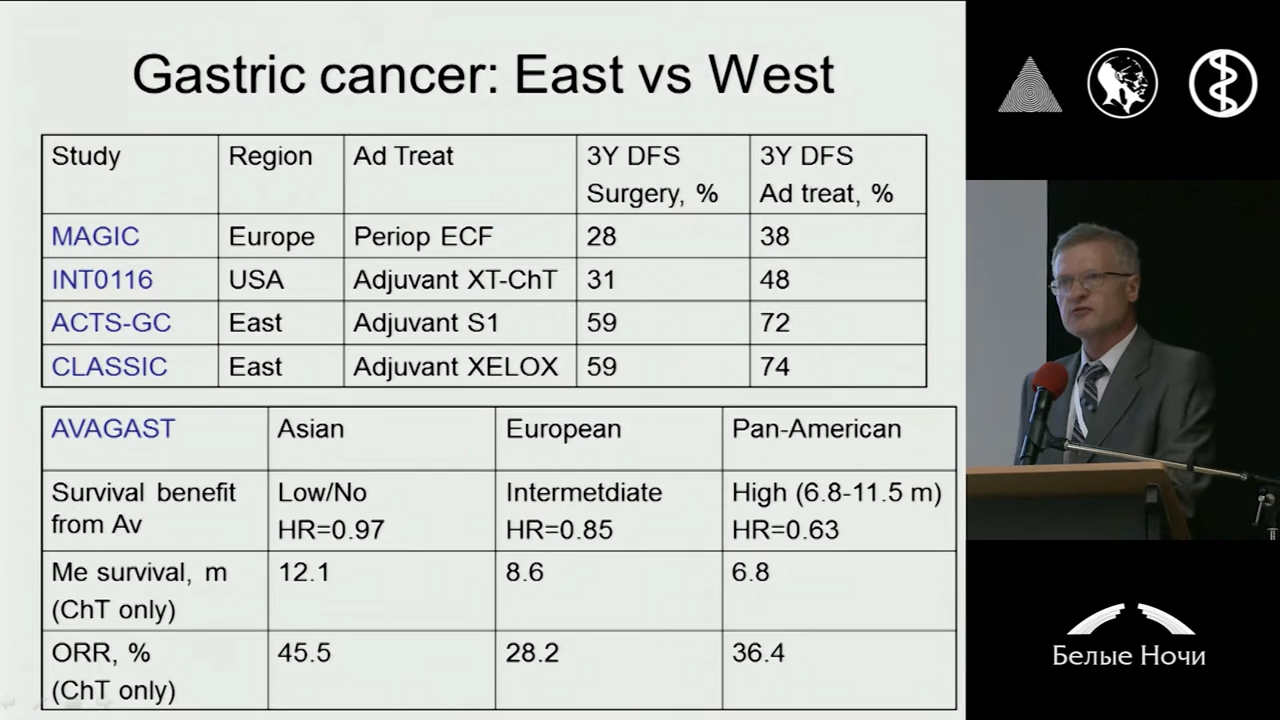 Gastric cancer: East vs West
Study Region Ad Treat 3Y DFS 3Y DFS
Surgery, % Ad treat, %
MAGIC Europe Periop ECF 28 38
INT0116 USA Adjuvant XT-ChT 31 48
ACTS-GC East Adjuvant S1 59 72
CLASSIC East Adjuvant XELOX 59 74
AVAGAST Asian European Pan-American
Survival benefit Low/No Intermetdiate High (6.8-11.5 m)
from Av HR=0.97 HR=0.85 HR=0.63
Me survival, m 12.1 8.6 6.8
(ChT only)
ORR, % 45.5 28.2 36.4
(ChT only)
Белые Ночи